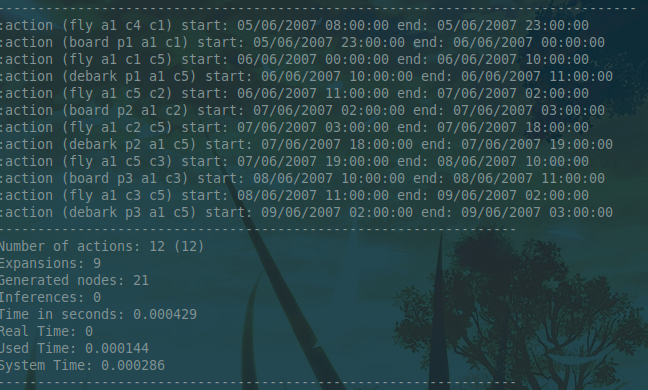 --------------------------------------------------------------------------------
:action (fly a1 c4 c1) start: 05/06/2007 08:00:00 end: 05/06/2007 23:00:00
:action (board p1 a1 c1) start: 05/06/2007 23:00:00 end: 06/06/2007 00:00:00
:action (fly a1 c1 c5) start: 06/06/2007 00:00:00 end: 06/06/2007 10:00:00
:action (debark p1 a1 c5) start: 06/06/2007 10:00:00 end: 06/06/2007 11:00:00
:action (fly a1 c5 c2) start: 06/06/2007 11:00:00 end: 07/06/2007 02:00:00
:action (board p2 a1 c2) start: 07/06/2007 02:00:00 end: 07/06/2007 03:00:00
:action (fly a1 c2 c5) start: 07/06/2007 03:00:00 end: 07/06/2007 18:00:00
:action (debark p2 a1 c5) start: 07/06/2007 18:00:00 end: 07/06/2007 19:00:00
:action (fly a1 c5 c3) start: 07/06/2007 19:00:00 end: 08/06/2007 10:00:00
:action (board p3 a1 c3) start: 08/06/2007 10:00:00 end: 08/06/2007 11:00:00
:action (fly a1 c3 c5) start: 08/06/2007 11:00:00 end: 09/06/2007 02:00:00
:action (debark p3 a1 c5) start: 09/06/2007 02:00:00 end: 09/06/2007 03:00:00
-----------------------------------------------------------------
Number of actions: 12 (12)
Expansions: 9
Generated nodes: 21
Inferences: 0
Time in seconds: 0.000429
Real Time: 0
Used Time: 0.000144
System Time: 0.000286
-----------------------------------------------------------------